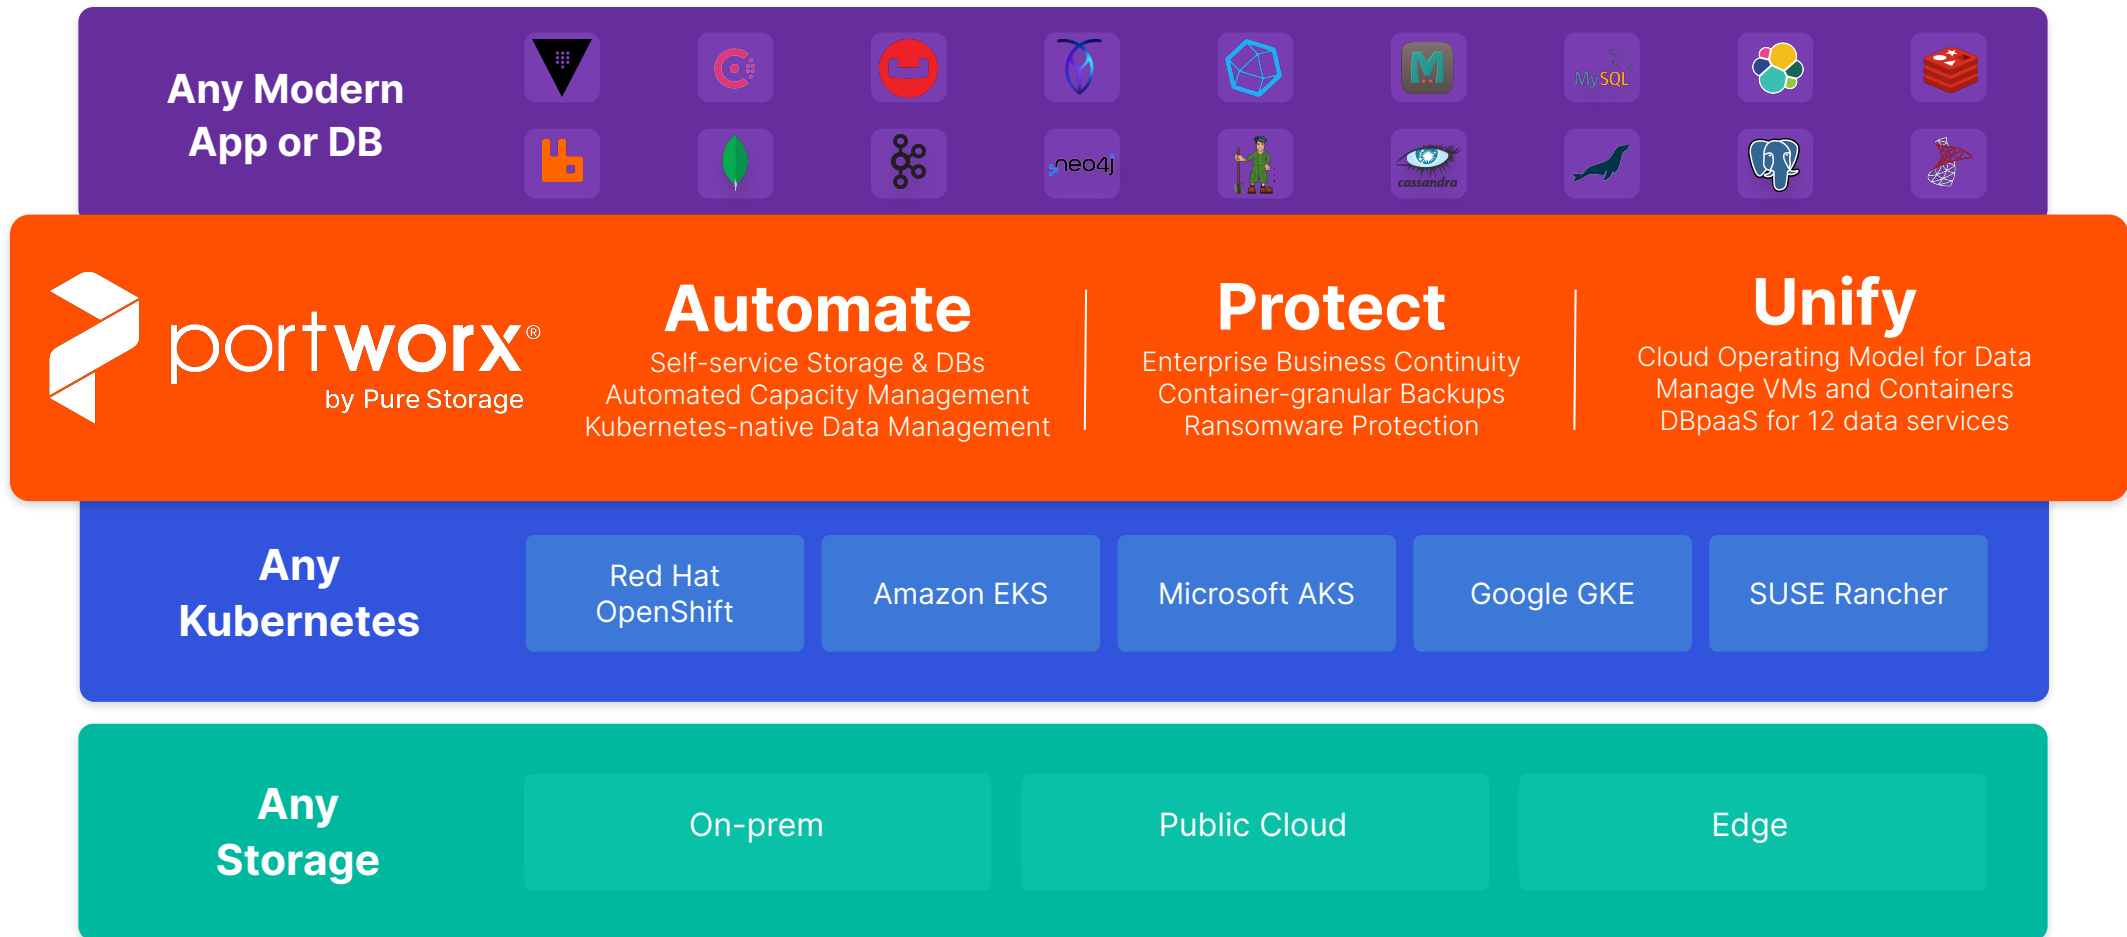 Any Modern
App or DB
MySQL
neo4j
cassandra
portworx®
by Pure Storage
Automate
Self-service Storage & DBs
Automated Capacity Management
Kubernetes-native Data Management
Protect
Enterprise Business Continuity
Container-granular Backups
Ransomware Protection
Unify
Cloud Operating Model for Data
Manage VMs and Containers
DBpaaS for 12 data services
Any
Kubernetes
Red Hat
OpenShift
Amazon EKS
Microsoft AKS
Google GKE
SUSE Rancher
Any
Storage
On-prem
Public Cloud
Edge